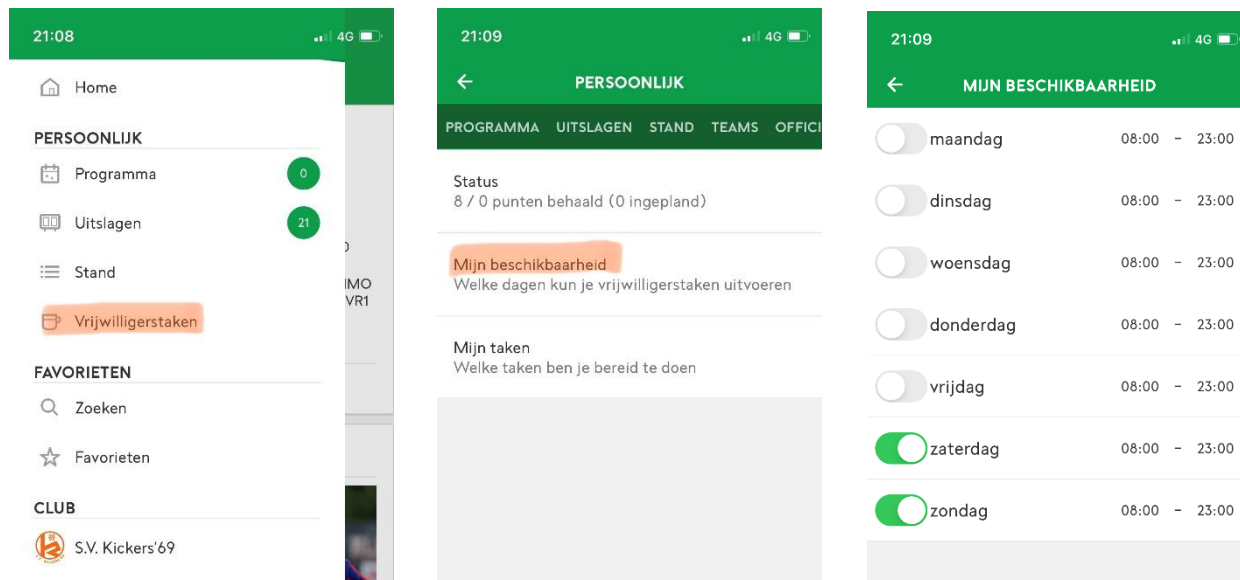 21:08
4G
Home
PERSOONLIJK
Programma
0
Uitslagen
21
Stand
Vrijwilligerstaken
FAVORIETEN
Zoeken
Favorieten
CLUB
S.V. Kickers'69
IMO
VR1
21:09
4G
PERSOONLIJK
PROGRAMMA UITSLAGEN STAND TEAMS OFFICI
Status
8 / 0 punten behaald (0 ingepland)
Mijn beschikbaarheid
Welke dagen kun je vrijwilligerstaken uitvoeren
Mijn taken
Welke taken ben je bereid te doen
21:09
4G
MIJN BESCHIKBAARHEID
maandag 08:00 - 23:00
dinsdag 08:00 - 23:00
woensdag 08:00 - 23:00
donderdag 08:00 - 23:00
vrijdag 08:00 - 23:00
zaterdag 08:00 - 23:00
zondag 08:00 - 23:00